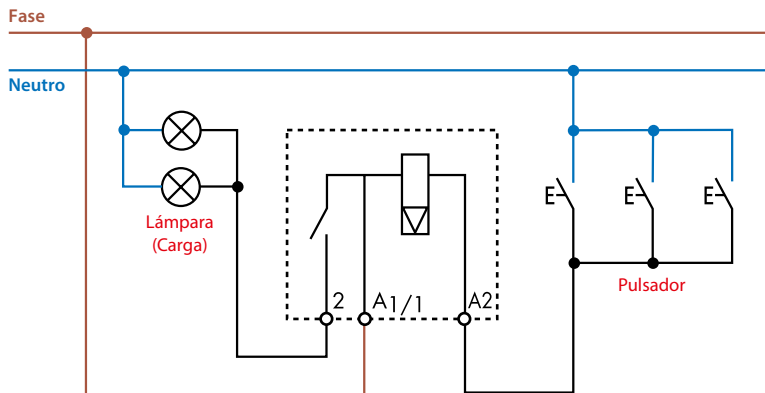 Fase
Neutro
Lámpara
(Carga)
2
A1/1
A2
E
E
E
Pulsador